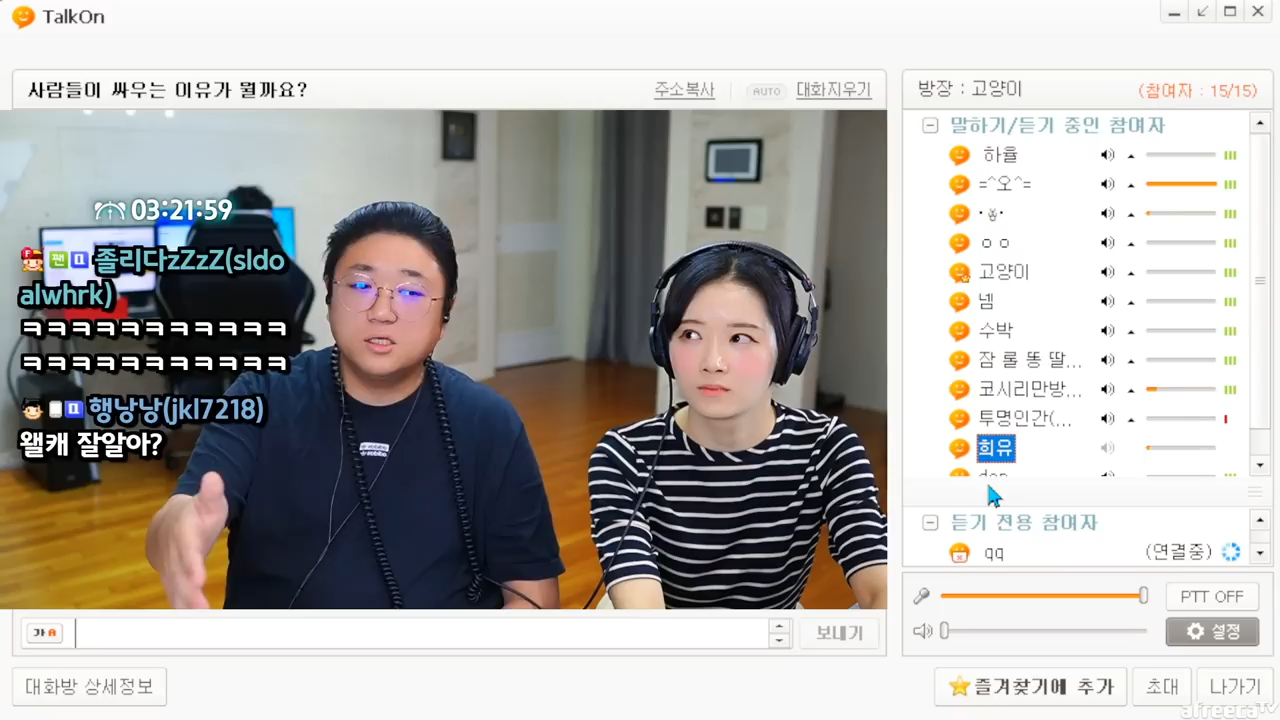 TalkOn
사람들이 싸우는 이유가 뭘까요?
주소복사
AUTO
대화지우기
03:21:59
팬 졸리다zZzZ(sldo
alwhrk)
ㅋㅋㅋㅋㅋㅋㅋㅋㅋㅋㅋ
ㅋㅋㅋㅋㅋㅋㅋㅋㅋㅋㅋ
행낭낭(jkl7218)
왤캐 잘알아?
가A
보내기
대화방 상세정보
방장 : 고양이
(참여자 : 15/15)
말하기/듣기 중인 참여자
하율
=^오^=
ㅇㅇ
고양이
넴
수박
잠 롤 똥 딸...
코시리만방...
투명인간(...
희유
듣기 전용 참여자
qq
(연결중)
PTT OFF
설정
즐겨찾기에 추가
초대
나가기
afreecaTV